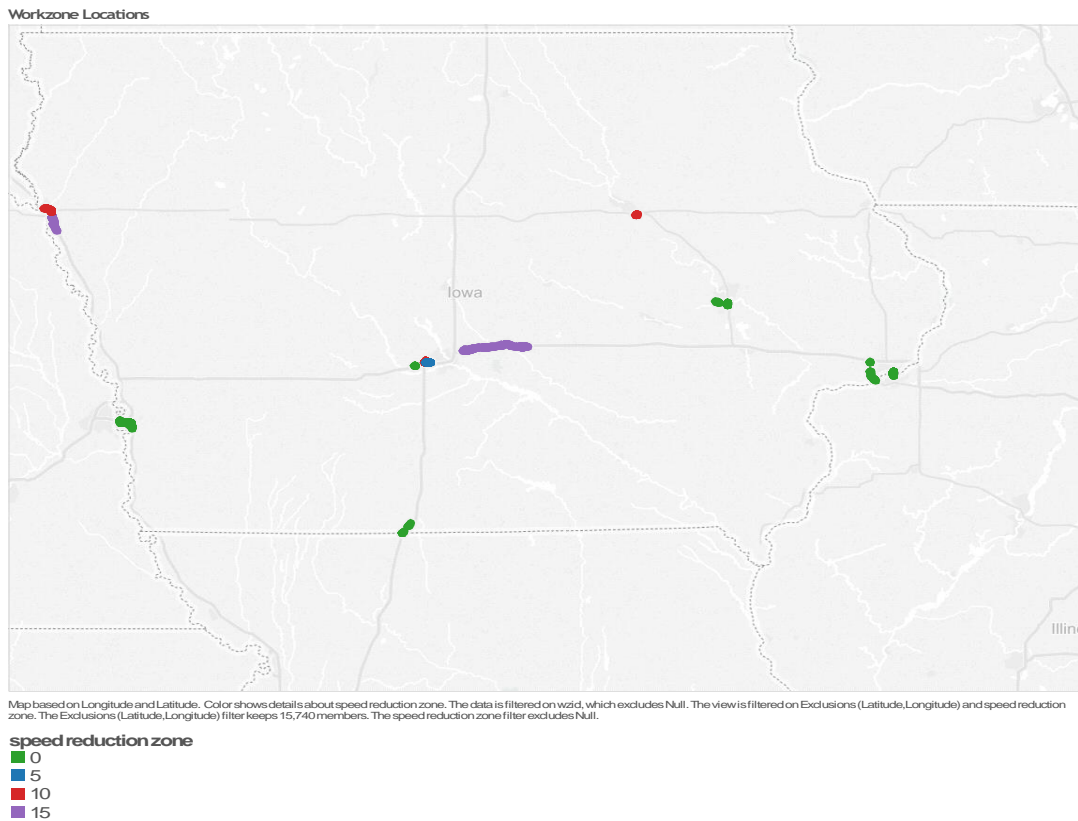 Workzone Locations
Iowa
Illin
Map based on Longitude and Latitude. Color shows details about speed reduction zone. The data is filtered on wzid, which excludes Null. The view is filtered on Exclusions (Latitude,Longitude) and speed reduction
zone. The Exclusions (Latitude,Longitude) filter keeps 15,740 members. The speed reduction zone filter excludes Null.
speed reduction zone
0
5
10
15